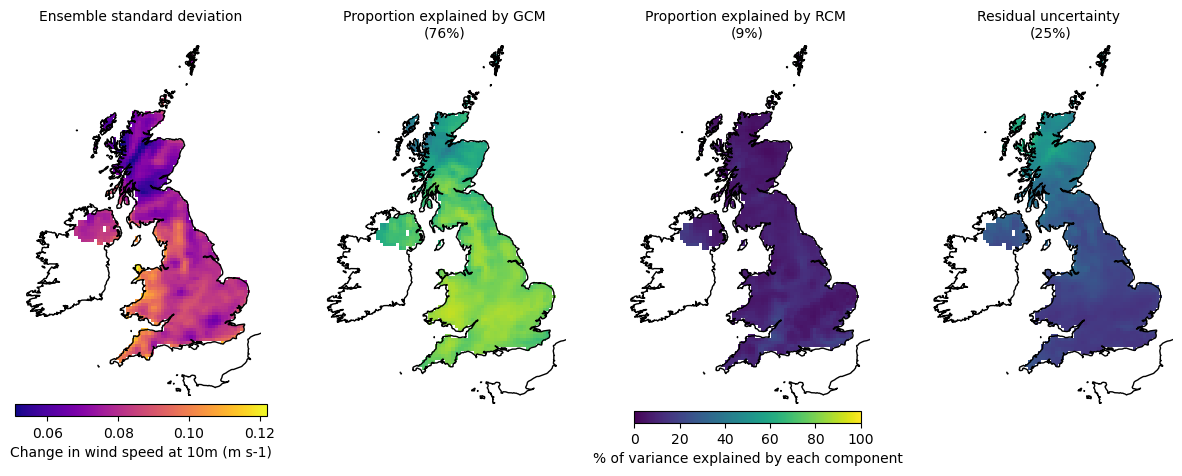 Ensemble standard deviation
Proportion explained by GCM
(76%)
Proportion explained by RCM
(9%)
Residual uncertainty
(25%)
0.06 0.08 0.10 0.12
Change in wind speed at 10m (m s-1)
0 20 40 60 80 100
% of variance explained by each component